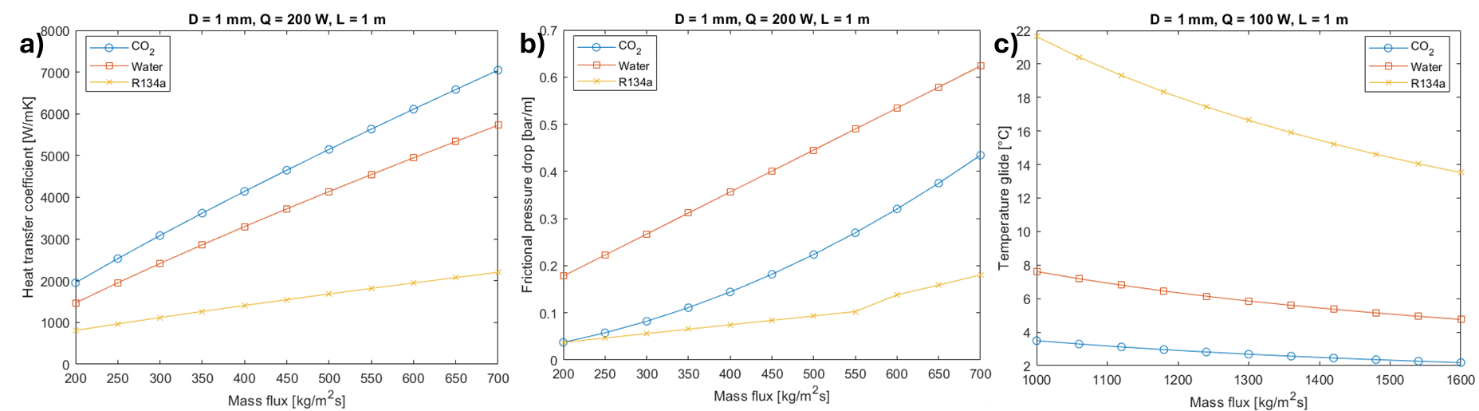 a)
D = 1 mm, Q = 200 W, L = 1 m
Heat transfer coefficient [W/mK]
8000
7000
6000
5000
4000
3000
2000
1000
0
CO2
Water
R134a
200 250 300 350 400 450 500 550 600 650 700
Mass flux [kg/m2s]
b)
D = 1 mm, Q = 200 W, L = 1 m
Frictional pressure drop [bar/m]
0.7
0.6
0.5
0.4
0.3
0.2
0.1
0
CO2
Water
R134a
200 250 300 350 400 450 500 550 600 650 700
Mass flux [kg/m2s]
c)
D = 1 mm, Q = 100 W, L = 1 m
Temperature glide [°C]
22
20
18
16
14
12
10
8
6
4
2
CO2
Water
R134a
1000 1100 1200 1300 1400 1500 1600
Mass flux [kg/m2s]